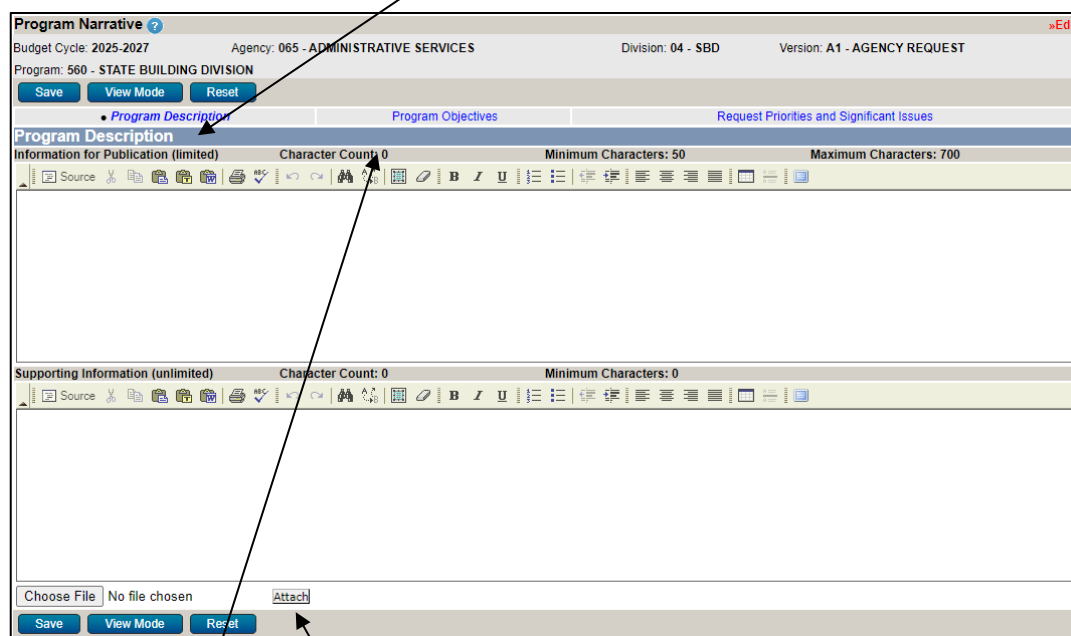 Program Narrative ? »Ed
Budget Cycle: 2025-2027 Agency: 065 - ADMINISTRATIVE SERVICES Division: 04 - SBD Version: A1 - AGENCY REQUEST
Program: 560 - STATE BUILDING DIVISION
Save View Mode Reset
• Program Description Program Objectives Request Priorities and Significant Issues
Program Description
Information for Publication (limited) Character Count: 0 Minimum Characters: 50 Maximum Characters: 700
Source B I U
Supporting Information (unlimited) Character Count: 0 Minimum Characters: 0
Source B I U
Choose File No file chosen Attach
Save View Mode Reset